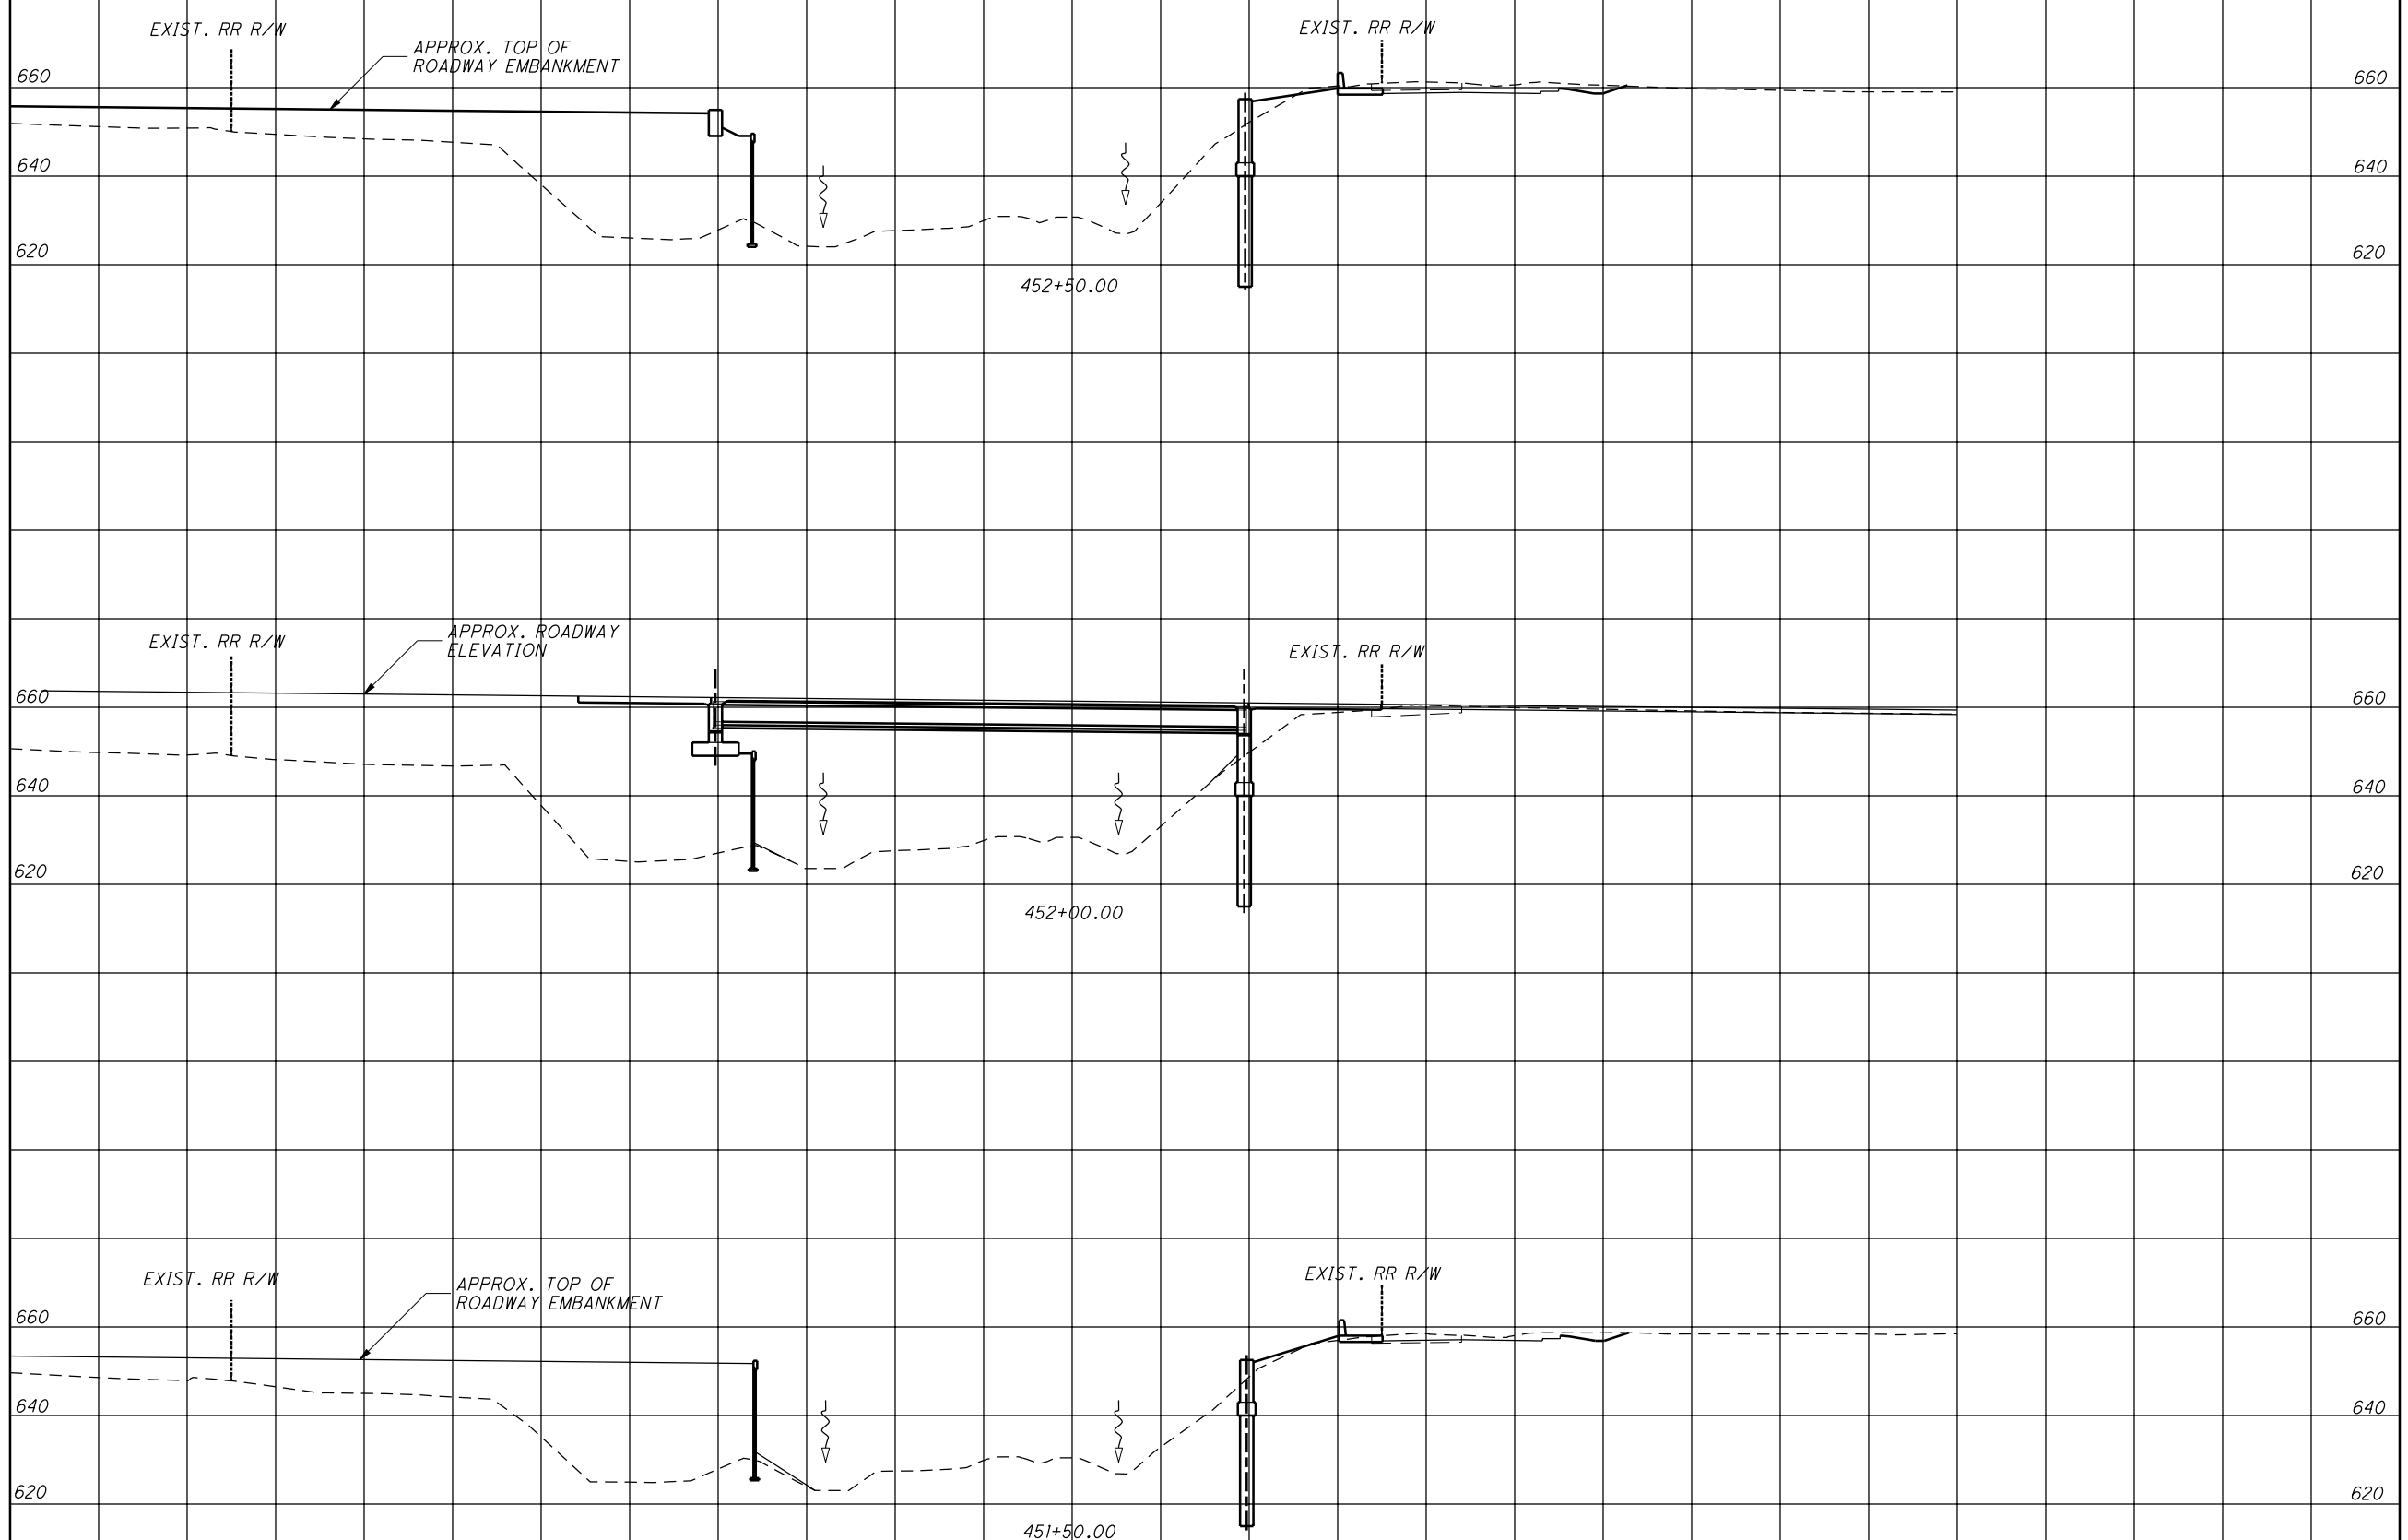 EXIST. RR R/W
APPROX. TOP OF
ROADWAY EMBANKMENT
EXIST. RR R/W
660
660
640
640
620
620
452+50.00
EXIST. RR R/W
APPROX. ROADWAY
ELEVATION
EXIST. RR R/W
660
660
640
640
620
620
452+00.00
EXIST. RR R/W
APPROX. TOP OF
ROADWAY EMBANKMENT
EXIST. RR R/W
660
660
640
640
620
620
451+50.00